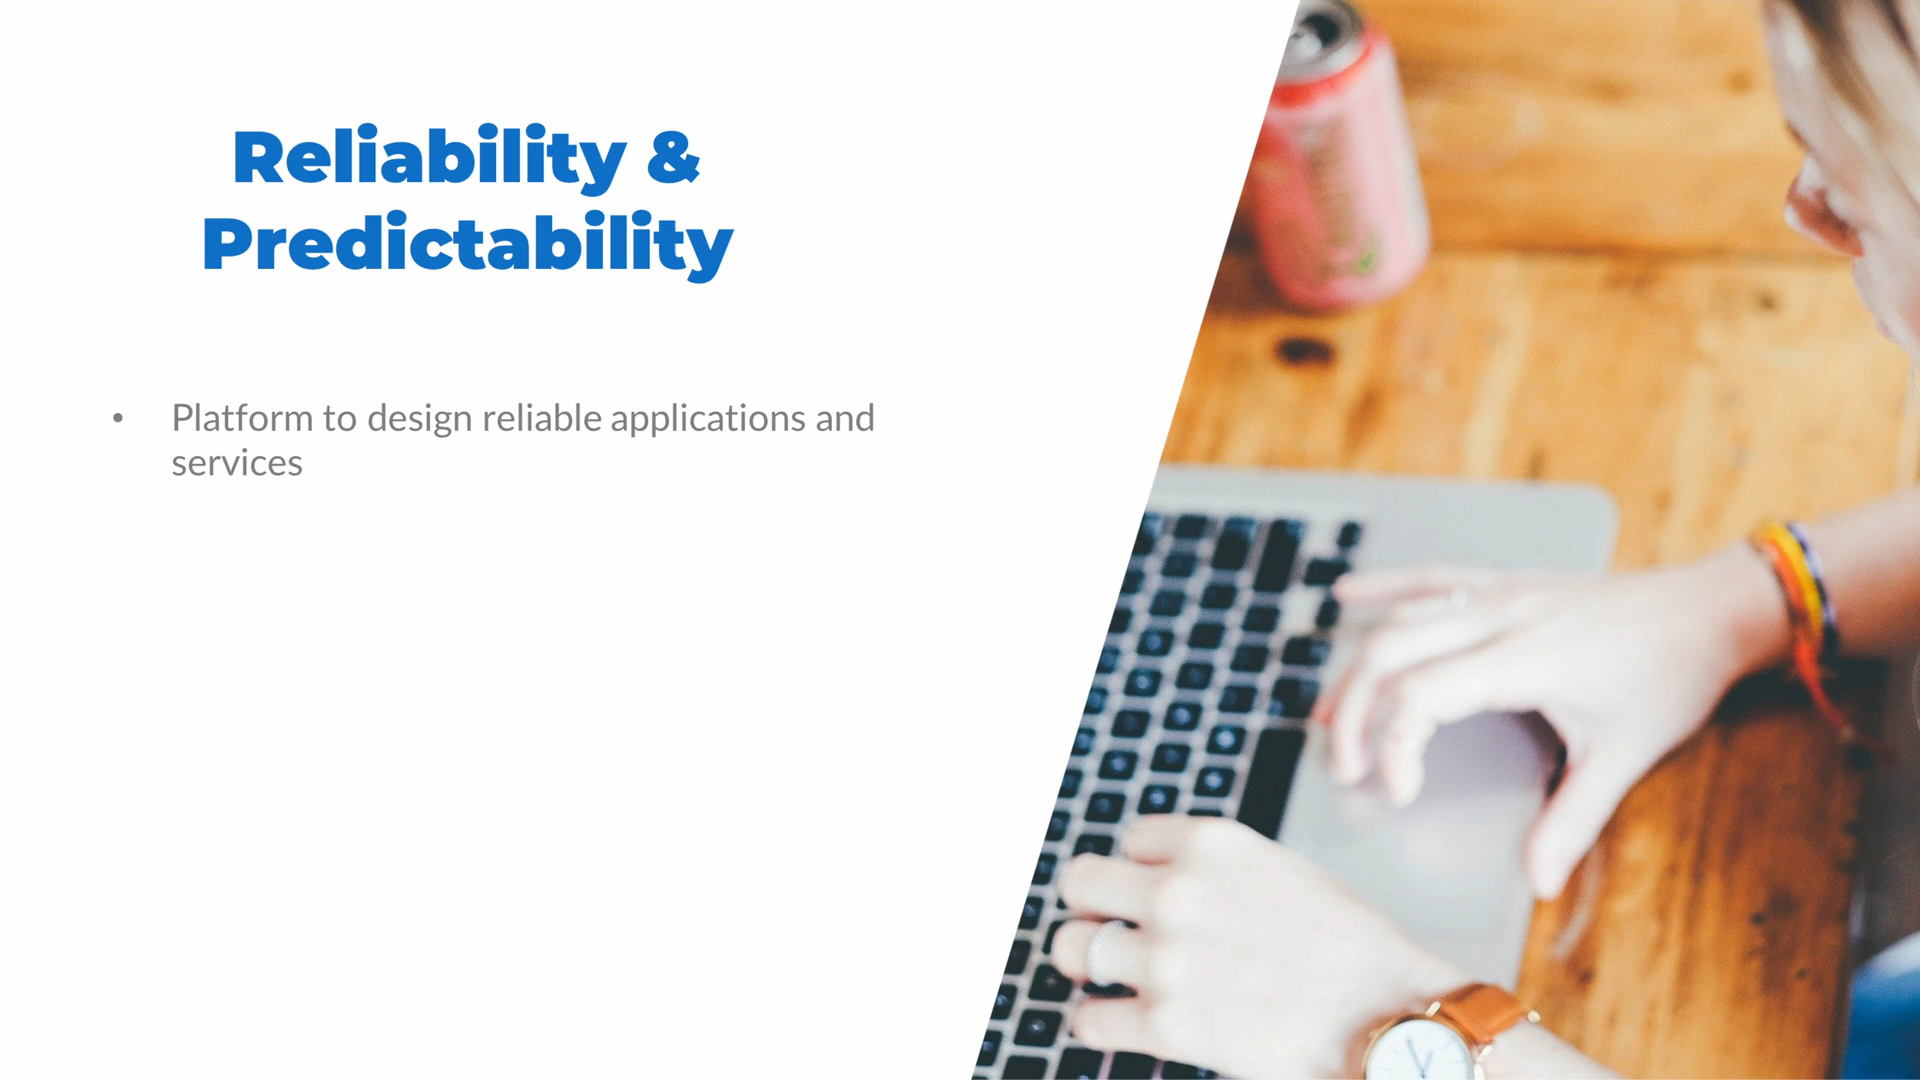 Reliability &
Predictability
• Platform to design reliable applications and
services